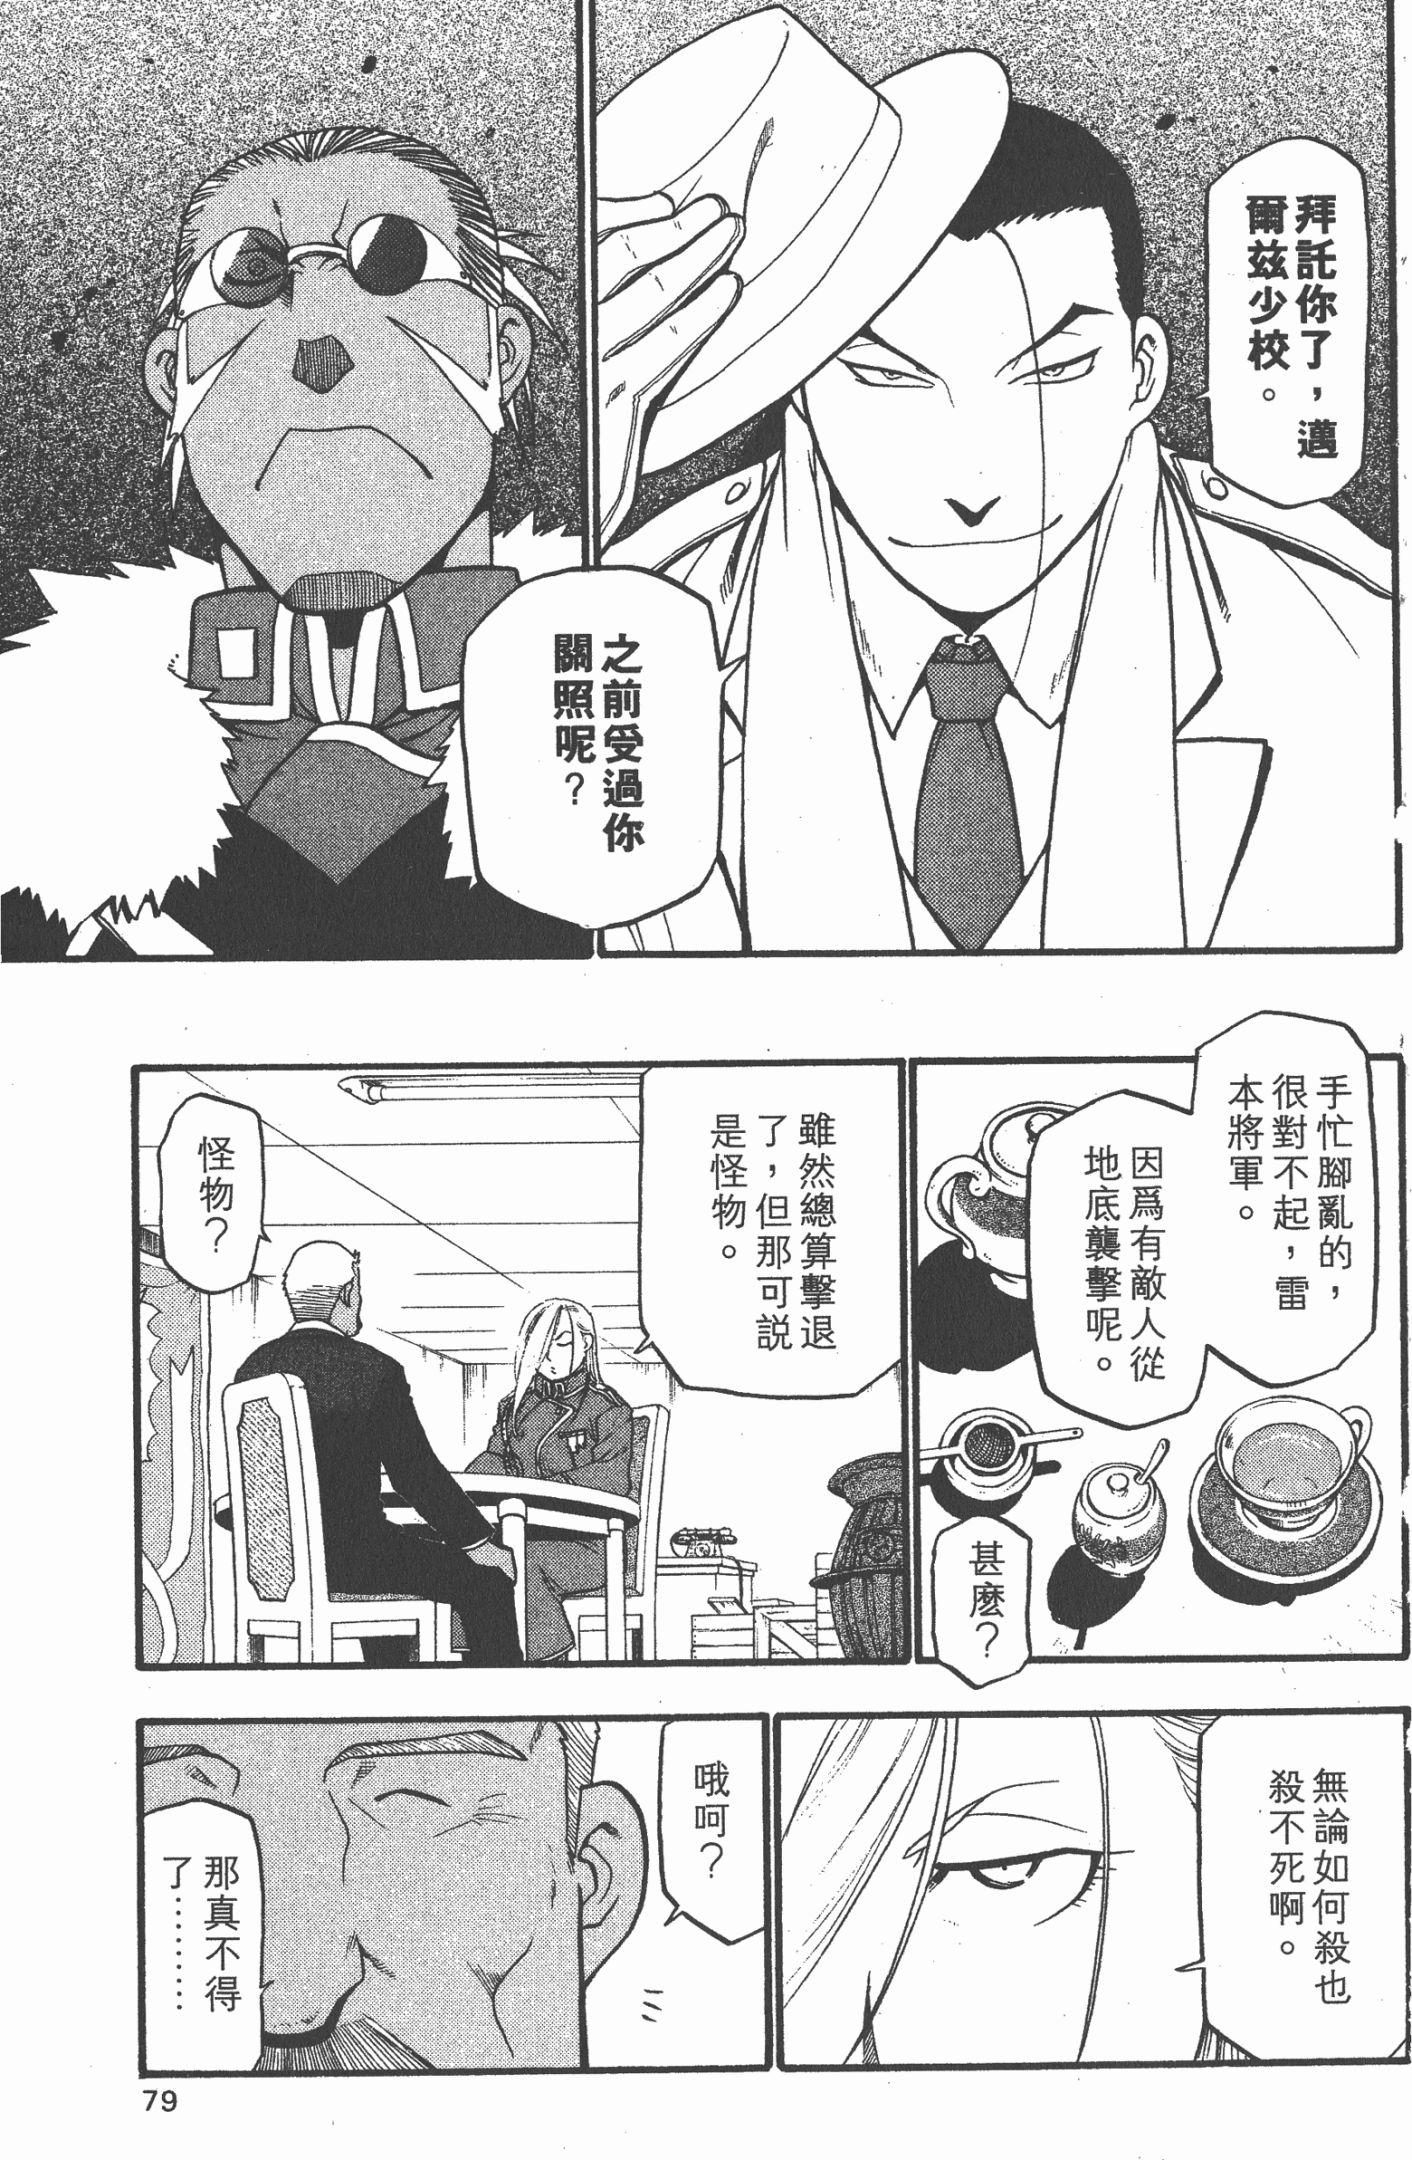 拜託你了，邁
爾茲少校。
之前受過你
關照呢？
手忙腳亂的，
很對不起，雷
本將軍。
因爲有敵人從
地底襲擊呢。
甚麼？
雖然總算擊退
了，但那可説
是怪物。
怪物？
無論如何殺也
殺不死啊。
哦呵？
那真不得
了………
79